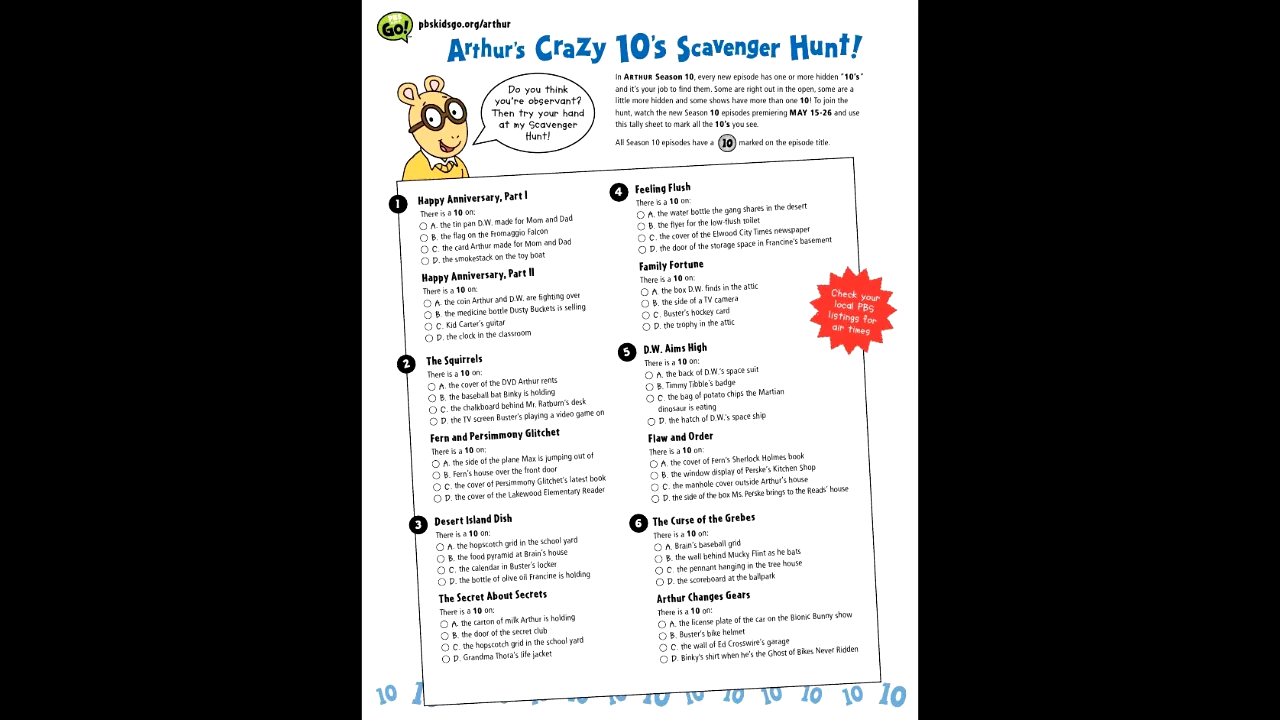 PBS KIDS
GO!
pbskidsgo.org/arthur
Arthur's Crazy 10's Scavenger Hunt!
Do you think
you're observant?
Then try your hand
at my Scavenger
Hunt!
In ARTHUR Season 10, every new episode has one or more hidden "10's"
and it's your job to find them. Some are right out in the open, some are a
little more hidden and some shows have more than one 10! To join the
hunt, watch the new Season 10 episodes premiering MAY 15-26 and use
this tally sheet to mark all the 10's you see.
All Season 10 episodes have a 10 marked on the episode title.
1 Happy Anniversary, Part I
There is a 10 on:
A. the tin pan D.W. made for Mom and Dad
B. the flag on the Fromaggio Falcon
C. the card Arthur made for Mom and Dad
D. the smokestack on the toy boat
Happy Anniversary, Part II
There is a 10 on:
A. the coin Arthur and D.W. are fighting over
B. the medicine bottle Dusty Buckets is selling
C. Kid Carter's guitar
D. the clock in the classroom
2 The Squirrels
There is a 10 on:
A. the cover of the DVD Arthur rents
B. the baseball bat Binky is holding
C. the chalkboard behind Mr. Ratburn's desk
D. the TV screen Buster's playing a video game on
Fern and Persimmony Glitchet
There is a 10 on:
A. the side of the plane Max is jumping out of
B. Fern's house over the front door
C. the cover of Persimmony Glitchet's latest book
D. the cover of the Lakewood Elementary Reader
3 Desert Island Dish
There is a 10 on:
A. the hopscotch grid in the school yard
B. the food pyramid at Brain's house
C. the calendar in Buster's locker
D. the bottle of olive oil Francine is holding
The Secret About Secrets
There is a 10 on:
A. the carton of milk Arthur is holding
B. the door of the secret club
C. the hopscotch grid in the school yard
D. Grandma Thora's life jacket
4 Feeling Flush
There is a 10 on:
A. the water bottle the gang shares in the desert
B. the flyer for the low-flush toilet
C. the cover of the Elwood City Times newspaper
D. the door of the storage space in Francine's basement
Family Fortune
There is a 10 on:
A. the box D.W. finds in the attic
B. the side of a TV camera
C. Buster's hockey card
D. the trophy in the attic
5 D.W. Aims High
There is a 10 on:
A. the back of D.W.'s space suit
B. Timmy Tibble's badge
C. the bag of potato chips the Martian
dinosaur is eating
D. the hatch of D.W.'s space ship
Flaw and Order
There is a 10 on:
A. the cover of Fern's Sherlock Holmes book
B. the window display of Perske's Kitchen Shop
C. the manhole cover outside Arthur's house
D. the side of the box Ms. Perske brings to the Reads' house
6 The Curse of the Grebes
There is a 10 on:
A. Brain's baseball grid
B. the wall behind Mucky Flint as he bats
C. the pennant hanging in the tree house
D. the scoreboard at the ballpark
Arthur Changes Gears
There is a 10 on:
A. the license plate of the car on the Bionic Bunny show
B. Buster's bike helmet
C. the wall of Ed Crosswire's garage
D. Binky's shirt when he's the Ghost of Bikes Never Ridden
Check your
local PBS
listings for
air times
10 10 10 10 10 10 10 10 10